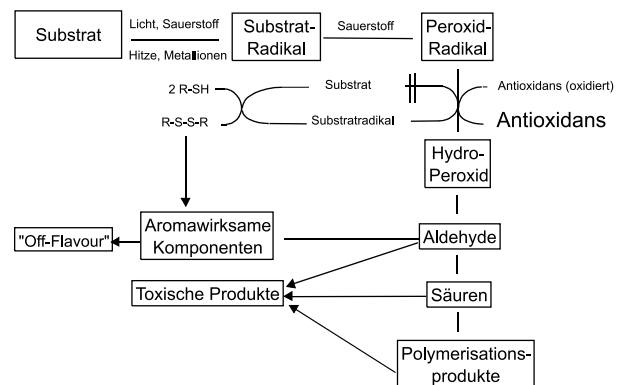 Substrat
Licht, Sauerstoff
Hitze, Metallionen
Substrat-
Radikal
Sauerstoff
Peroxid-
Radikal
2 R-SH
Substrat
Antioxidans (oxidiert)
R-S-S-R
Substratradikal
Antioxidans
Hydro-
Peroxid
"Off-Flavour"
Aromawirksame
Komponenten
Aldehyde
Toxische Produkte
Säuren
Polymerisations-
produkte